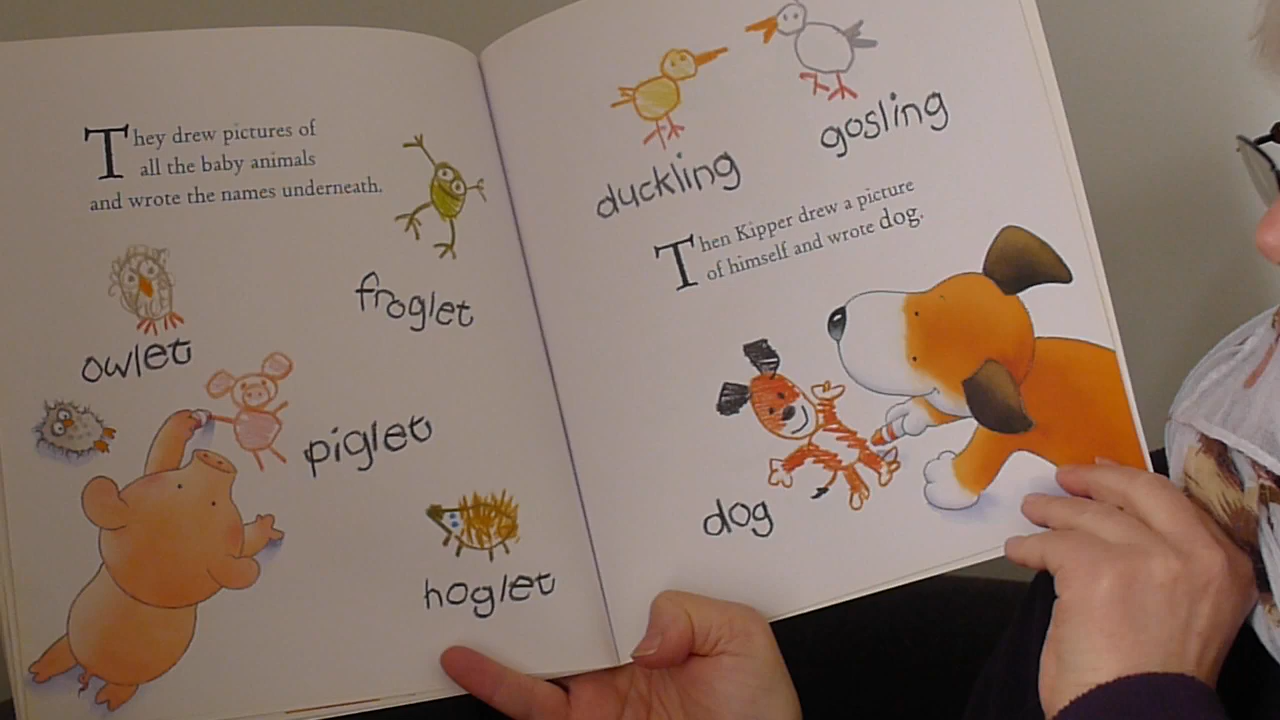 They drew pictures of
all the baby animals
and wrote the names underneath.
froglet
owlet
piglet
hoglet
duckling
gosling
Then Kipper drew a picture
of himself and wrote dog.
dog